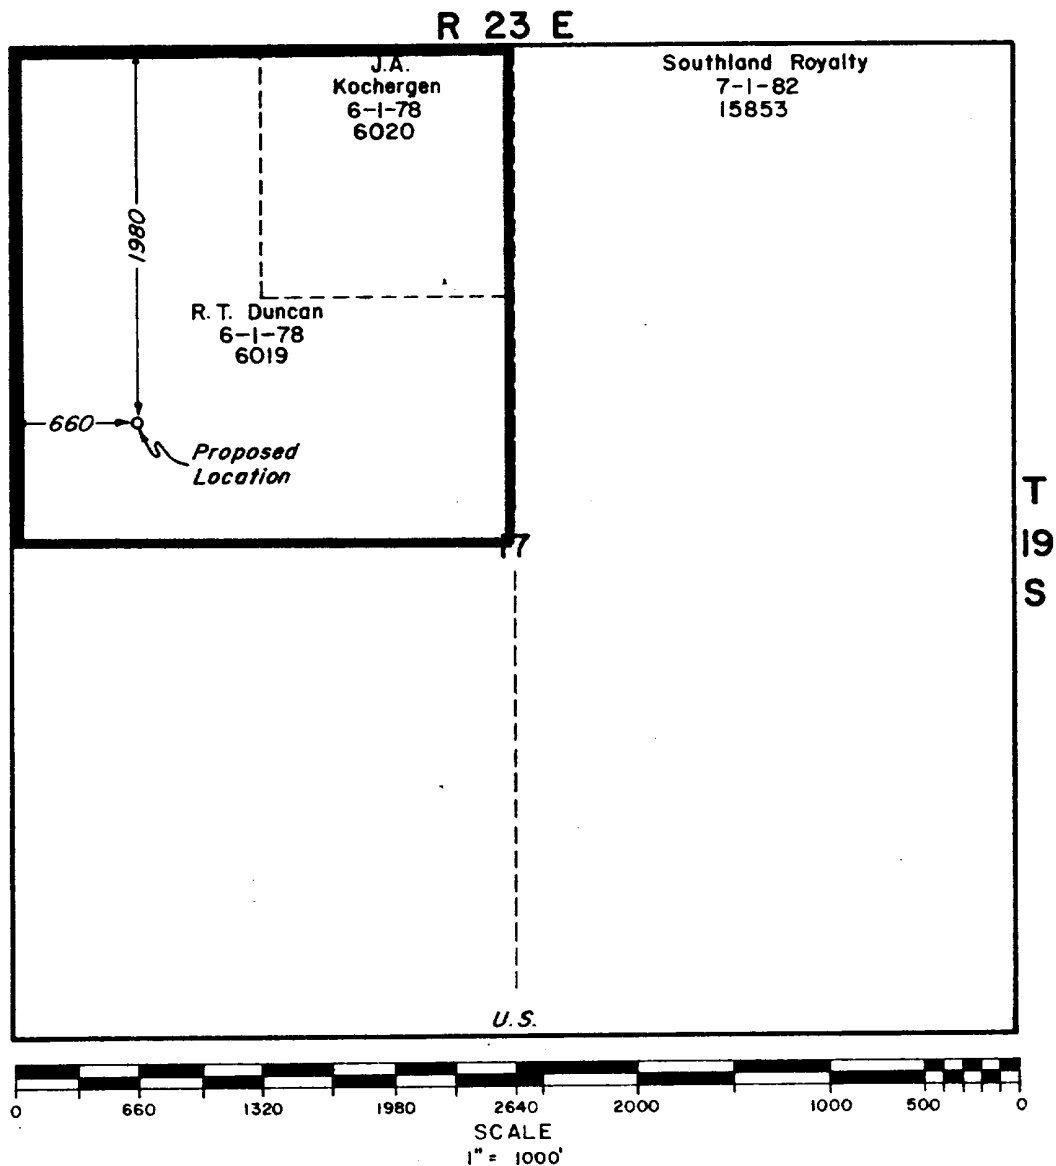 R 23 E
J.A.
Kochergen
6-1-78
6020
Southland Royalty
7-1-82
15853
1980
R. T. Duncan
6-1-78
6019
660
Proposed
Location
T
19
S
17
U.S.
0 660 1320 1980 2640 2000 1000 500 0
SCALE
1" = 1000'